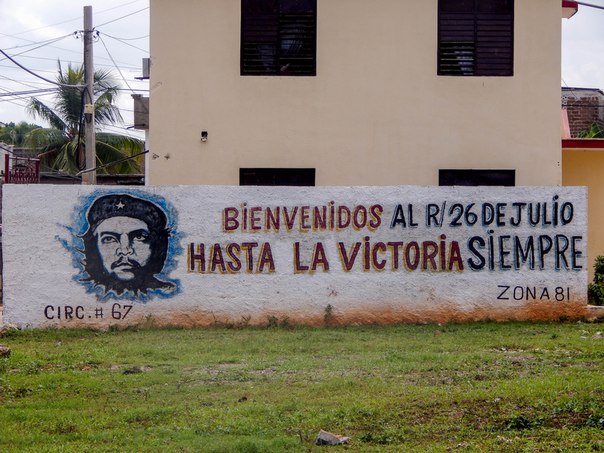 BIENVENIDOS AL R/26 DE JULIO
HASTA LA VICTORIA SIEMPRE
ZONA 81
CIRC. # 67